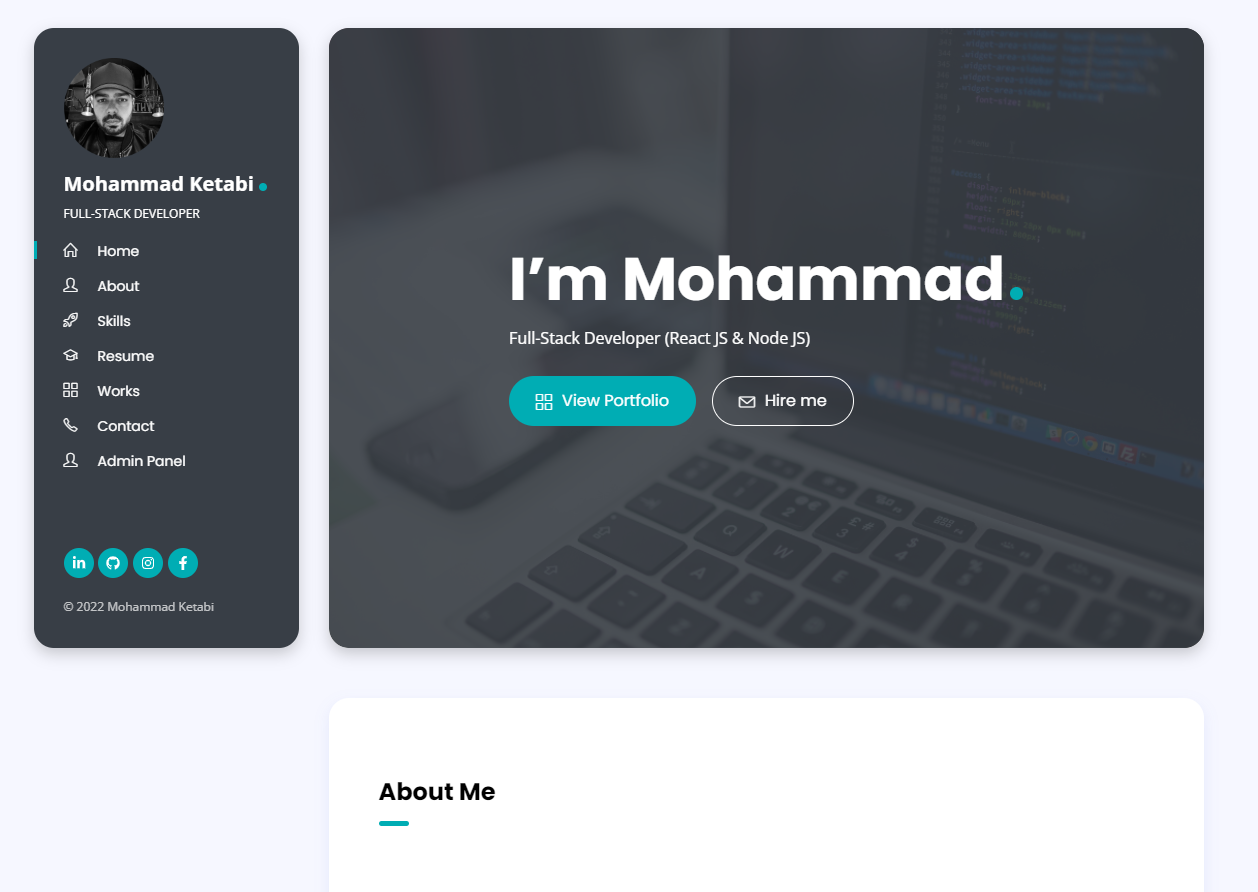 Mohammad Ketabi
FULL-STACK DEVELOPER
Home
About
Skills
Resume
Works
Contact
Admin Panel
© 2022 Mohammad Ketabi
I’m Mohammad.
Full-Stack Developer (React JS & Node JS)
View Portfolio
Hire me
About Me